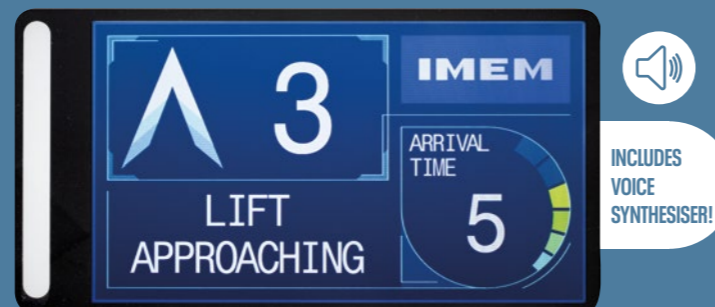 3
IMEM
ARRIVAL
TIME
5
LIFT
APPROACHING
INCLUDES
VOICE
SYNTHESISER!